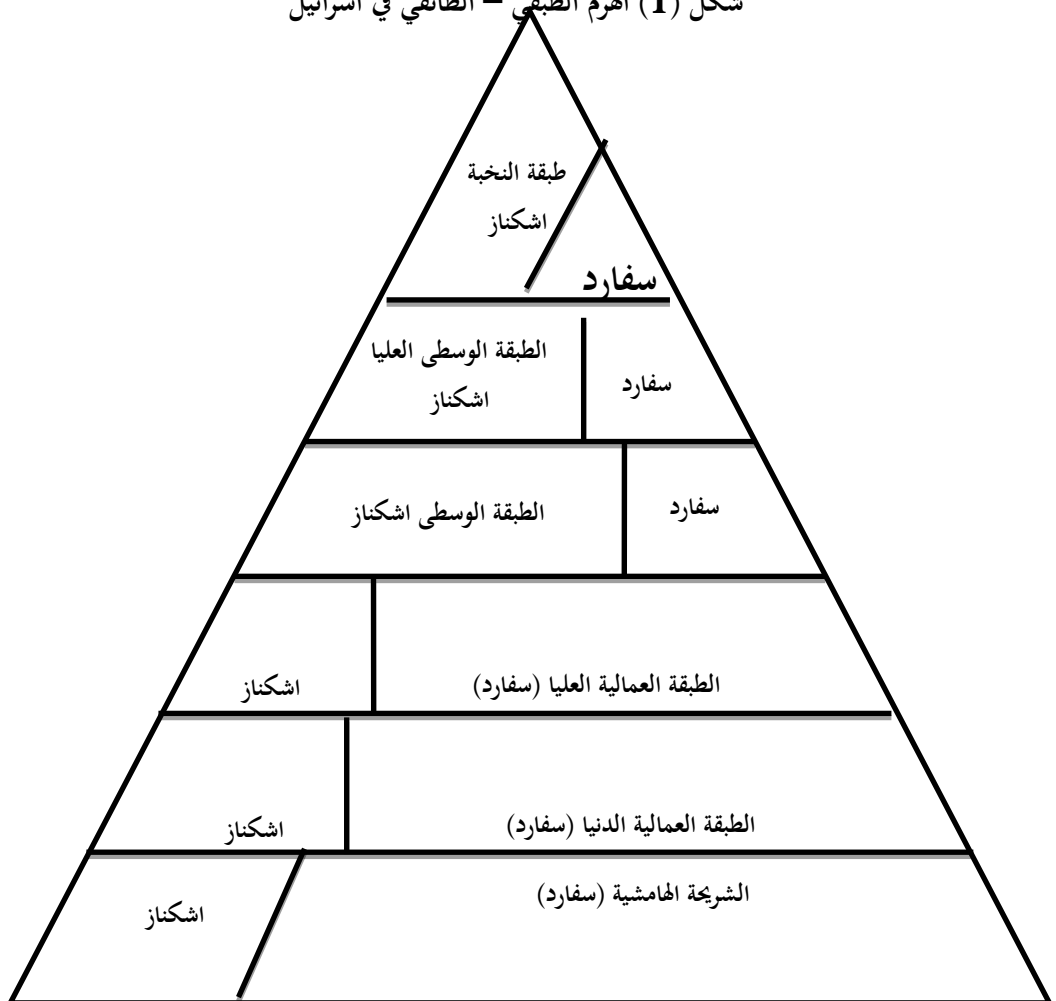 شكل (1) الهرم الطبقي – الطائفي في اسرائيل
طبقة النخبة
اشكناز
سفارد
الطبقة الوسطى العليا
اشكناز
سفارد
الطبقة الوسطى اشكناز
سفارد
الطبقة العمالية العليا (سفارد)
اشكناز
الطبقة العمالية الدنيا (سفارد)
اشكناز
الشريحة الهامشية (سفارد)
اشكناز